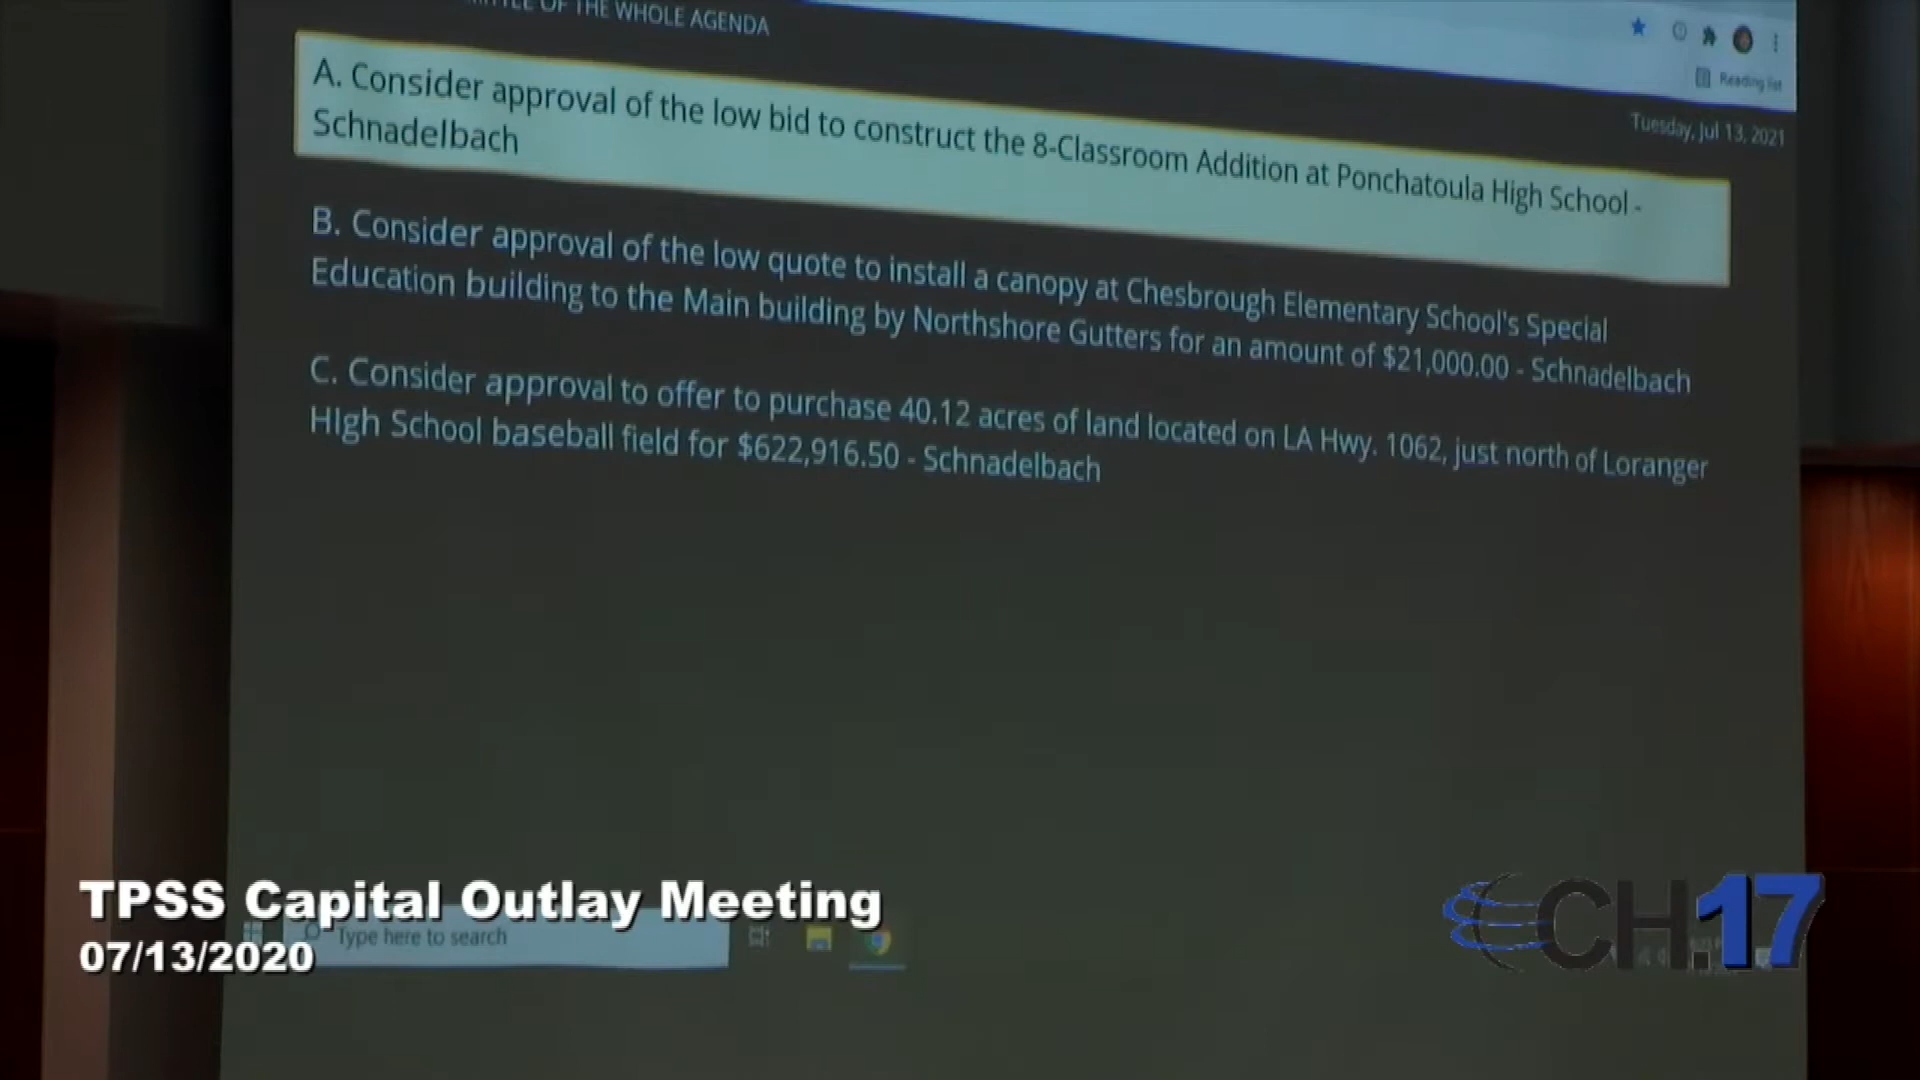 OF THE WHOLE AGENDA
Reading list
Tuesday, Jul 13, 2021
A. Consider approval of the low bid to construct the 8-Classroom Addition at Ponchatoula High School -
Schnadelbach
B. Consider approval of the low quote to install a canopy at Chesbrough Elementary School's Special
Education building to the Main building by Northshore Gutters for an amount of $21,000.00 - Schnadelbach
C. Consider approval to offer to purchase 40.12 acres of land located on LA Hwy. 1062, just north of Loranger
HIgh School baseball field for $622,916.50 - Schnadelbach
TPSS Capital Outlay Meeting
Type here to search
07/13/2020
CH.17